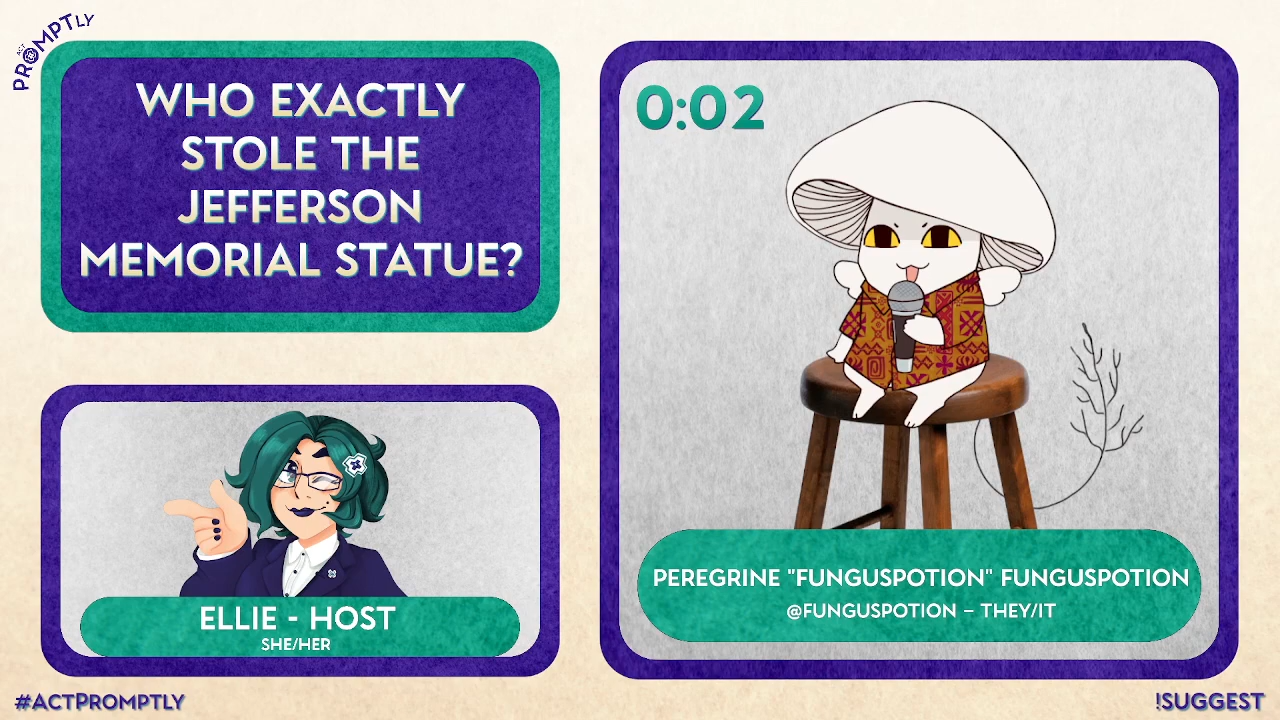 ACT
PROMPTLY
WHO EXACTLY
STOLE THE
JEFFERSON
MEMORIAL STATUE?
0:02
ELLIE - HOST
SHE/HER
PEREGRINE "FUNGUSPOTION" FUNGUSPOTION
@FUNGUSPOTION – THEY/IT
#ACTPROMPTLY
!SUGGEST